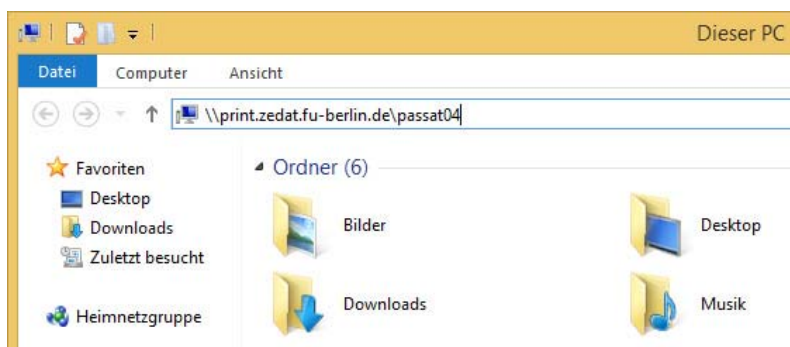 Dieser PC
Datei Computer Ansicht
\\print.zedat.fu-berlin.de\passat04
Favoriten
Desktop
Downloads
Zuletzt besucht
Heimnetzgruppe
Ordner (6)
Bilder
Desktop
Downloads
Musik